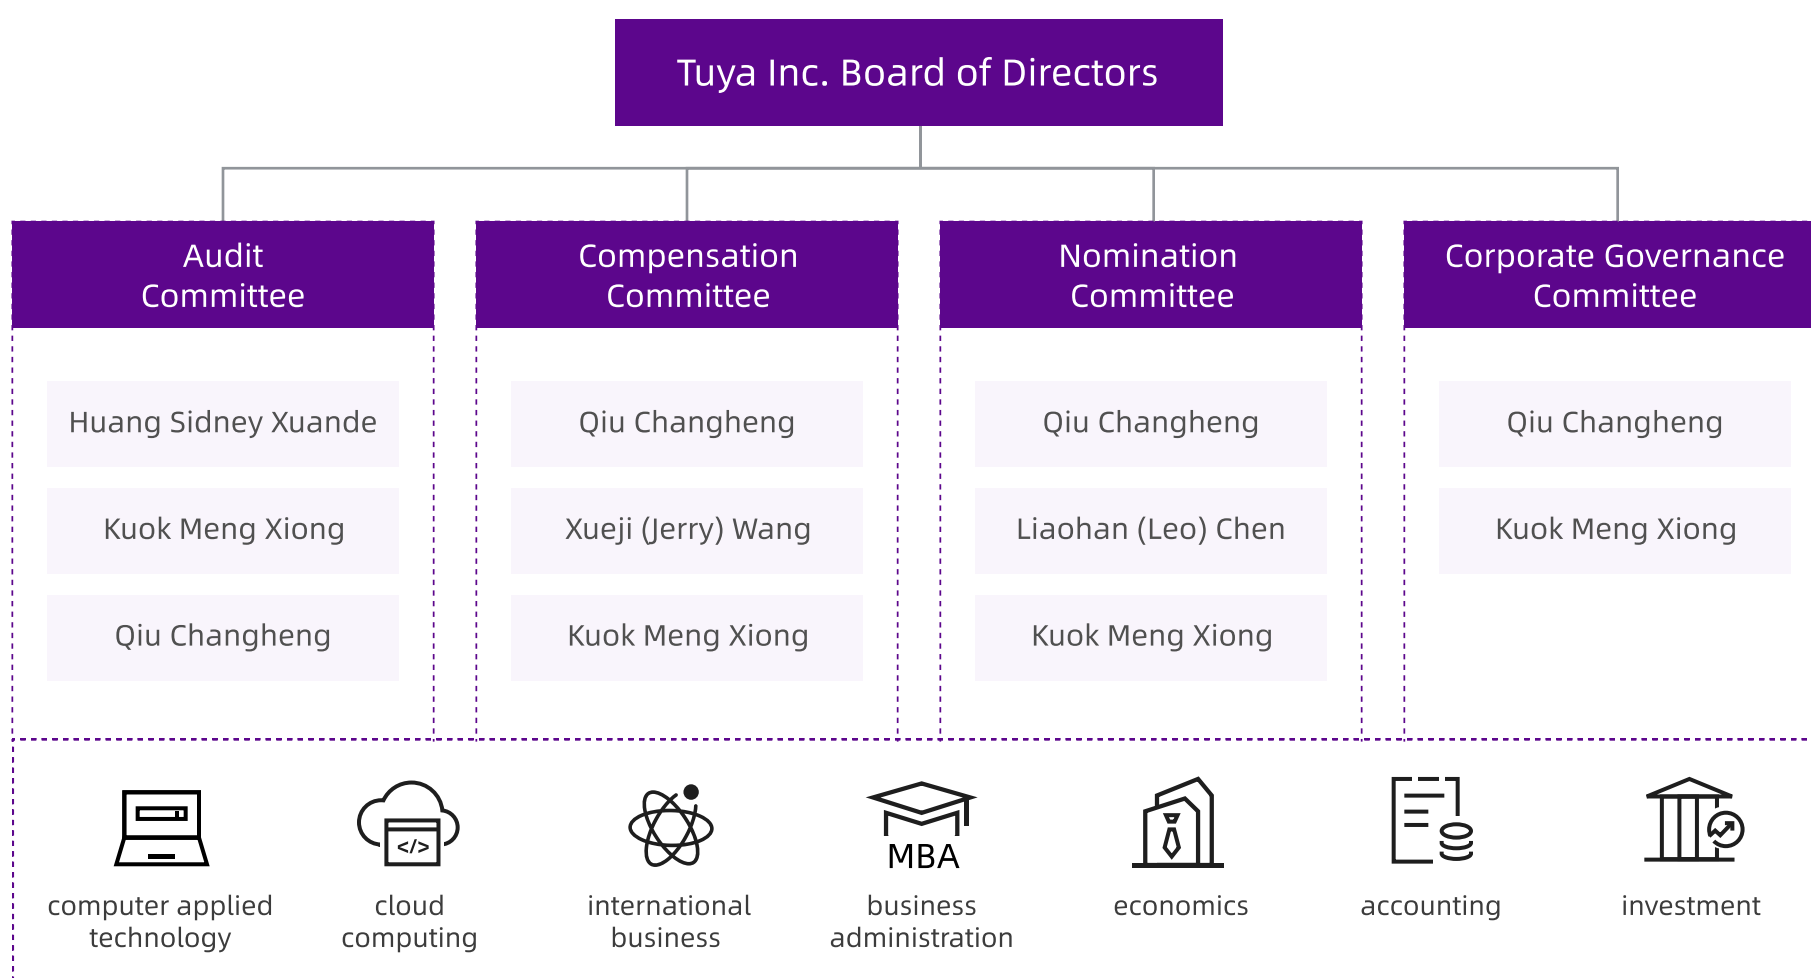 Tuya Inc. Board of Directors
Audit
Committee
Compensation
Committee
Nomination
Committee
Corporate Governance
Committee
Huang Sidney Xuande
Kuok Meng Xiong
Qiu Changheng
Qiu Changheng
Xueji (Jerry) Wang
Kuok Meng Xiong
Qiu Changheng
Liaohan (Leo) Chen
Kuok Meng Xiong
Qiu Changheng
Kuok Meng Xiong
</>
MBA
computer applied
technology
cloud
computing
international
business
business
administration
economics
accounting
investment